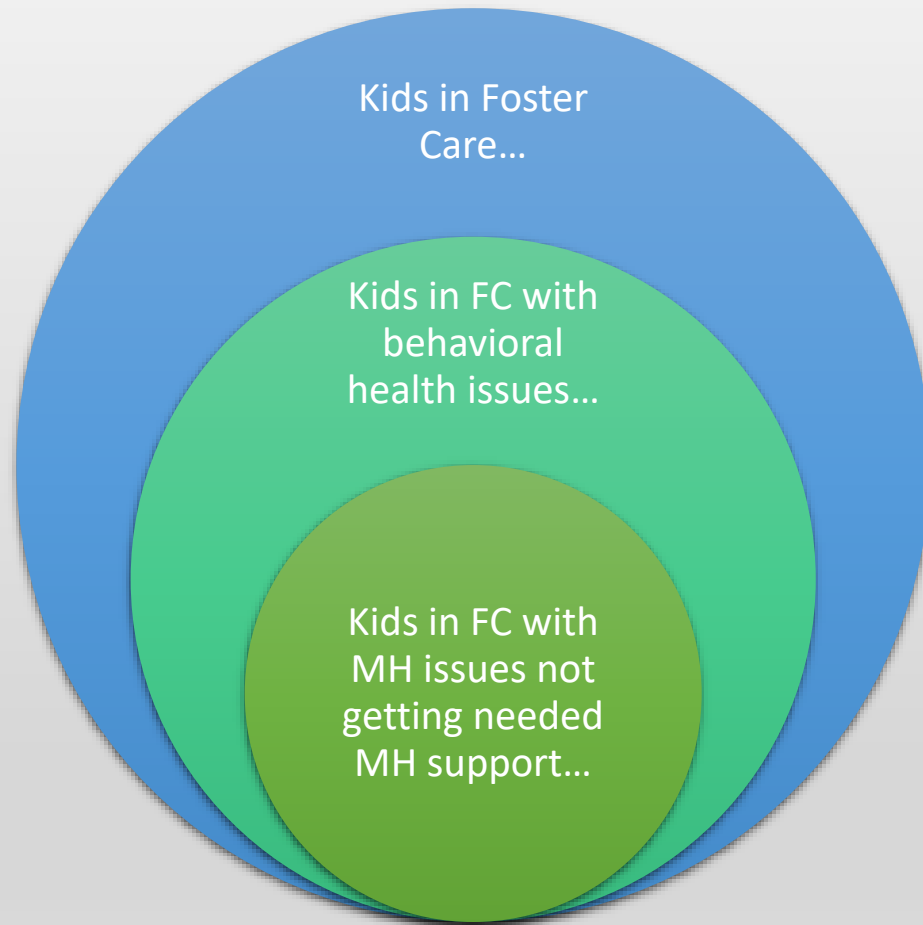 Kids in Foster
Care…
Kids in FC with
behavioral
health issues…
Kids in FC with
MH issues not
getting needed
MH support…